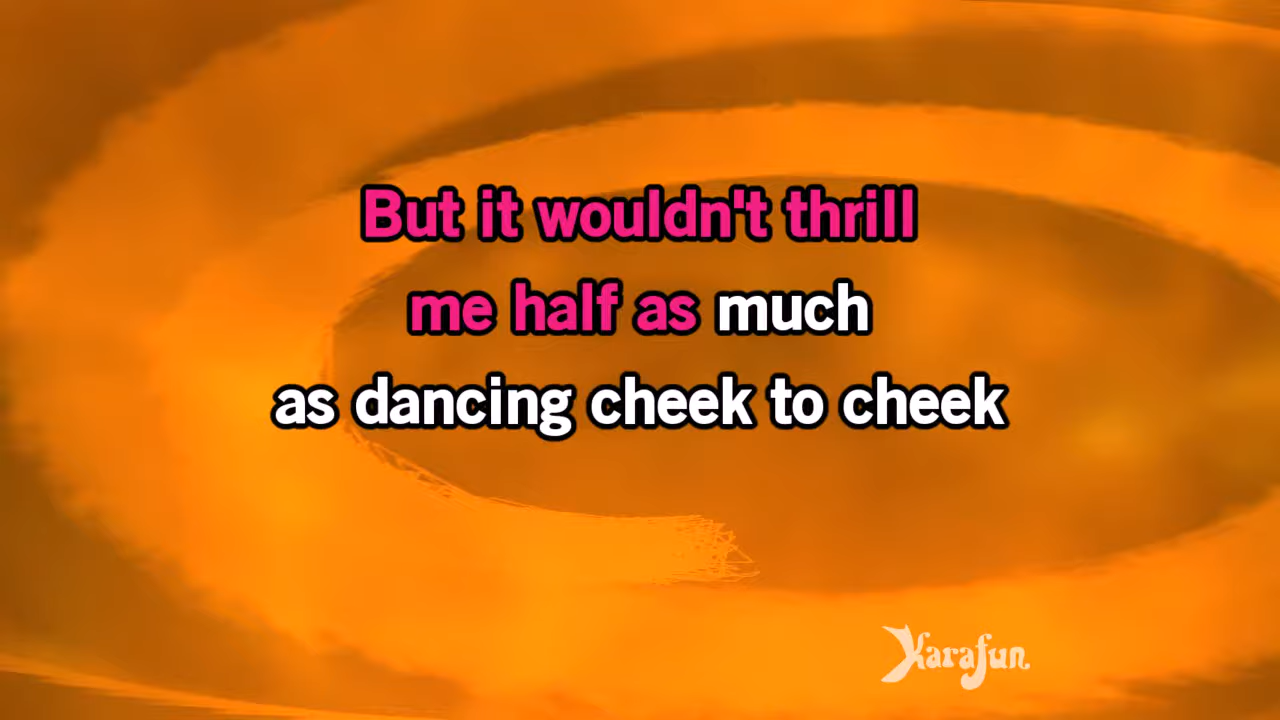 But it wouldn't thrill
me half as much
as dancing cheek to cheek
Karafun